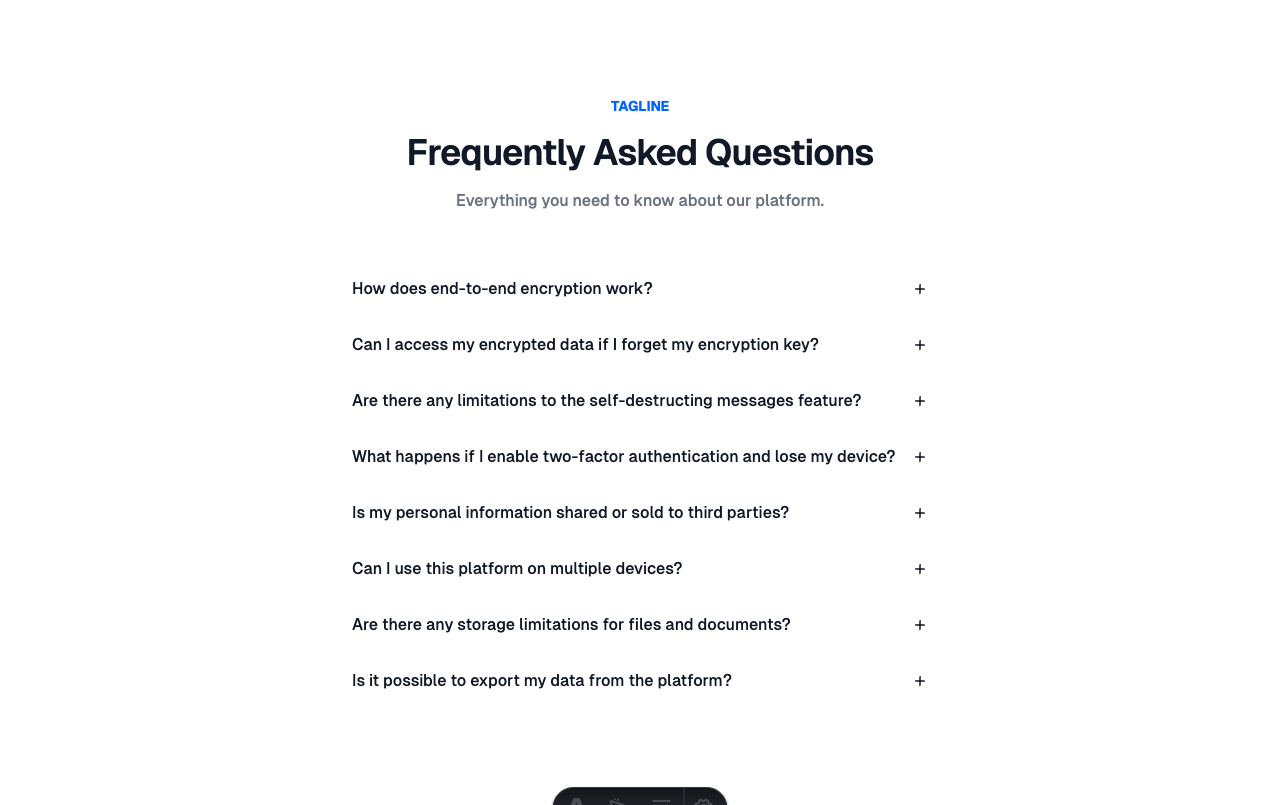 TAGLINE
Frequently Asked Questions
Everything you need to know about our platform.
How does end-to-end encryption work?
Can I access my encrypted data if I forget my encryption key?
Are there any limitations to the self-destructing messages feature?
What happens if I enable two-factor authentication and lose my device?
Is my personal information shared or sold to third parties?
Can I use this platform on multiple devices?
Are there any storage limitations for files and documents?
Is it possible to export my data from the platform?